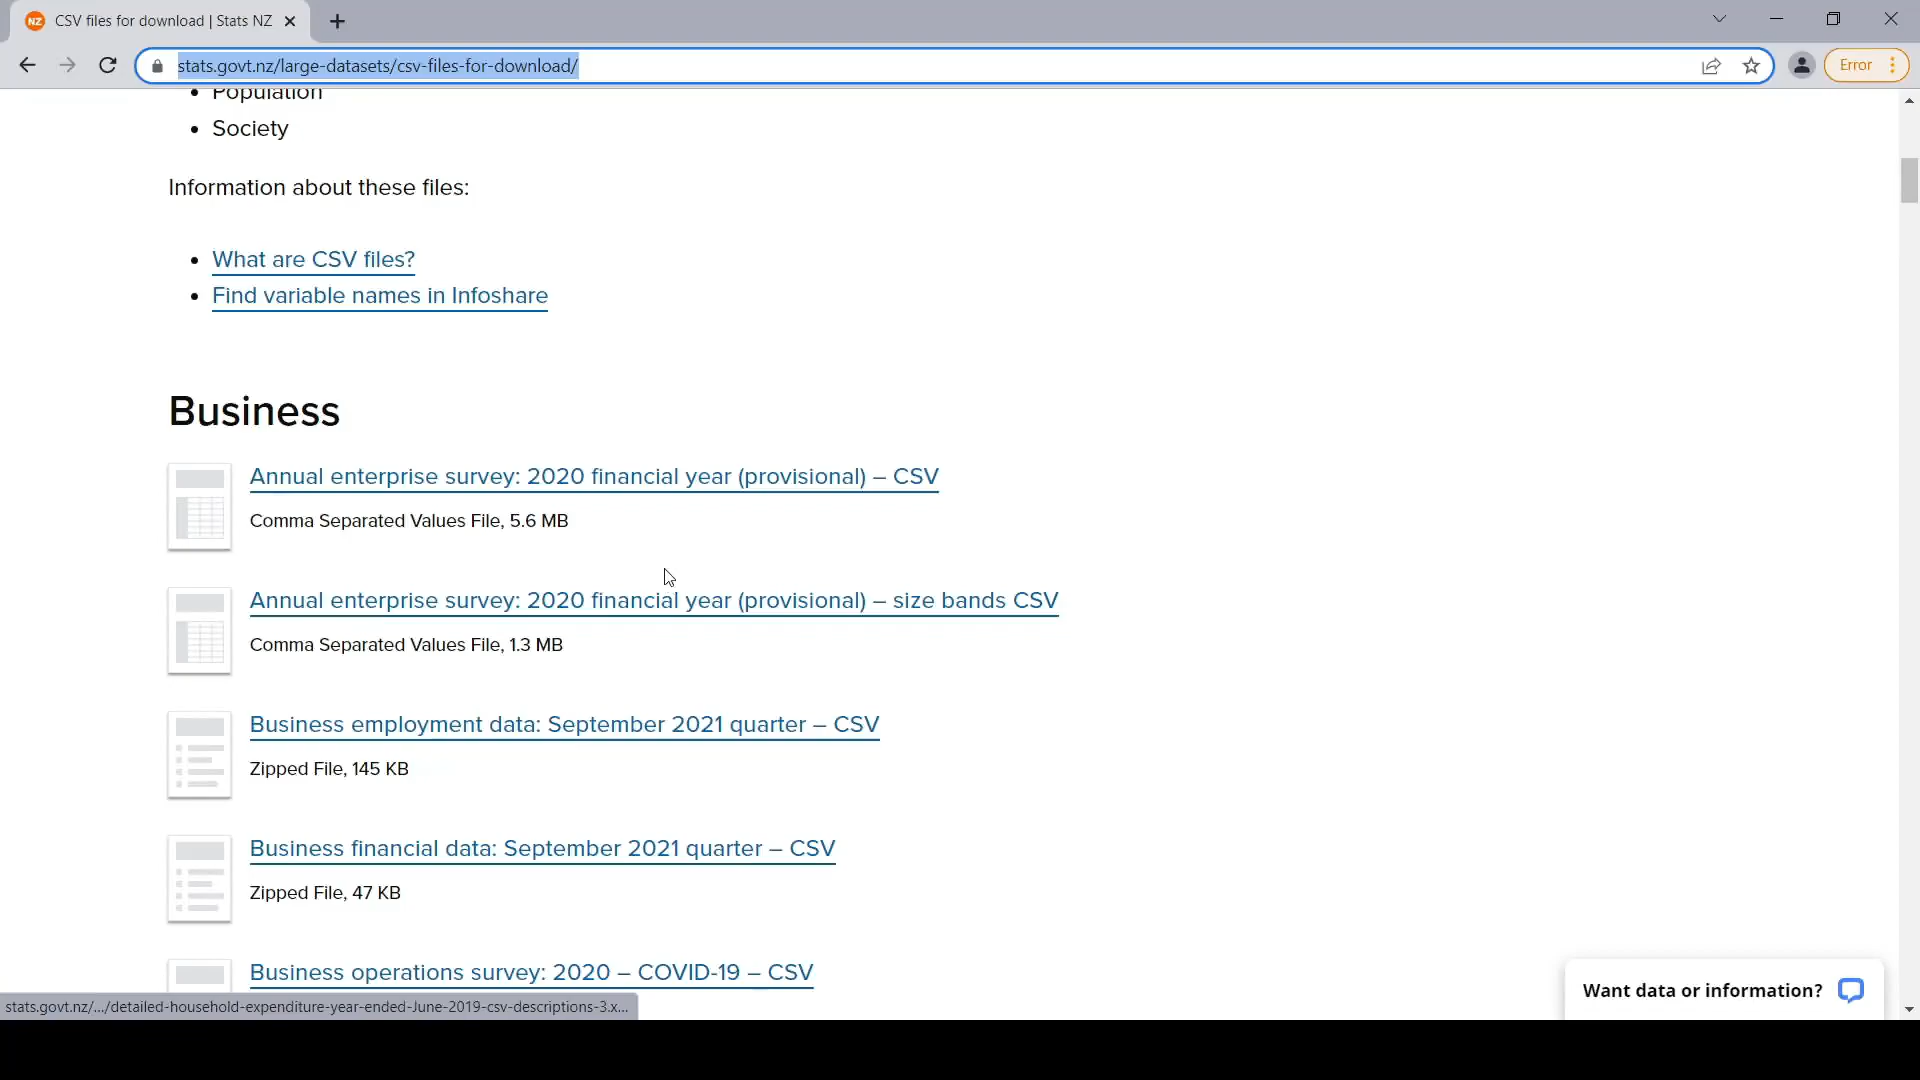 NZ
CSV files for download | Stats NZ
stats.govt.nz/large-datasets/csv-files-for-download/
Error
• Population
• Society
Information about these files:
• What are CSV files?
• Find variable names in Infoshare
Business
Annual enterprise survey: 2020 financial year (provisional) – CSV
Comma Separated Values File, 5.6 MB
Annual enterprise survey: 2020 financial year (provisional) – size bands CSV
Comma Separated Values File, 1.3 MB
Business employment data: September 2021 quarter – CSV
Zipped File, 145 KB
Business financial data: September 2021 quarter – CSV
Zipped File, 47 KB
Business operations survey: 2020 – COVID-19 – CSV
Want data or information?
stats.govt.nz/.../detailed-household-expenditure-year-ended-June-2019-csv-descriptions-3.x...